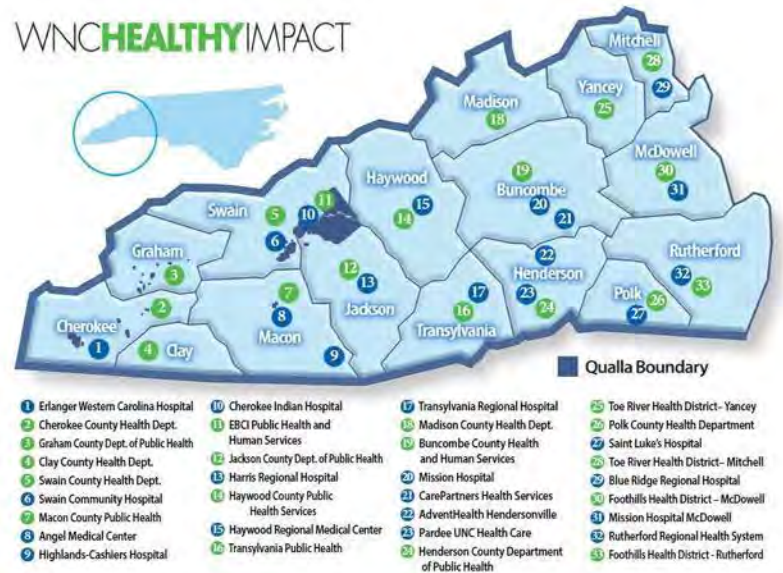 WNCHEALTHYIMPACT
Mitchell
28
29
Yancey
25
Madison
18
McDowell
30
31
Haywood
15
14
19
Buncombe
20
21
Swain
5
10
11
6
Graham
3
Rutherford
32
33
22
Henderson
23
24
12
13
Jackson
Polk
26
27
17
16
Transylvania
7
8
Macon
9
2
Cherokee
1
4
Clay
Qualla Boundary
1 Erlanger Western Carolina Hospital
2 Cherokee County Health Dept.
3 Graham County Dept. of Public Health
4 Clay County Health Dept.
5 Swain County Health Dept.
6 Swain Community Hospital
7 Macon County Public Health
8 Angel Medical Center
9 Highlands-Cashiers Hospital
10 Cherokee Indian Hospital
11 EBCI Public Health and
Human Services
12 Jackson County Dept. of Public Health
13 Harris Regional Hospital
14 Haywood County Public
Health Services
15 Haywood Regional Medical Center
16 Transylvania Public Health
17 Transylvania Regional Hospital
18 Madison County Health Dept.
19 Buncombe County Health
and Human Services
20 Mission Hospital
21 CarePartners Health Services
22 AdventHealth Hendersonville
23 Pardee UNC Health Care
24 Henderson County Department
of Public Health
25 Toe River Health District– Yancey
26 Polk County Health Department
27 Saint Luke's Hospital
28 Toe River Health District– Mitchell
29 Blue Ridge Regional Hospital
30 Foothills Health District – McDowell
31 Mission Hospital McDowell
32 Rutherford Regional Health System
33 Foothills Health District - Rutherford